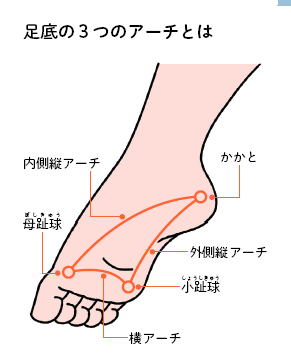 足底の３つのアーチとは
かかと
内側縦アーチ
ぼしきゅう
母趾球
外側縦アーチ
しょうしきゅう
小趾球
横アーチ